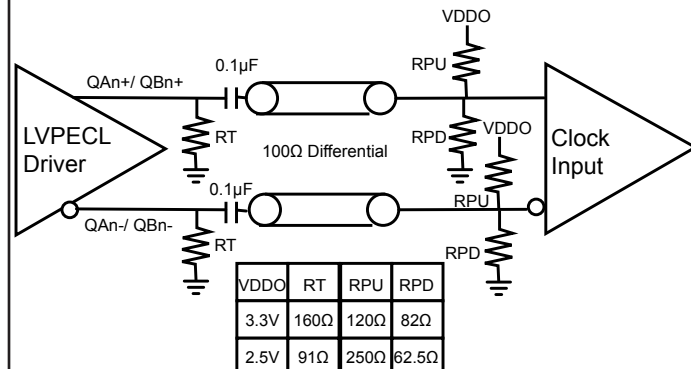 VDDO
0.1µF
RPU
QAn+/ QBn+
LVPECL
Driver
RT
100Ω Differential
RPD
VDDO
Clock
Input
0.1µF
RPU
QAn-/ QBn-
RT
RPD
VDDO RT RPU RPD
3.3V 160Ω 120Ω 82Ω
2.5V 91Ω 250Ω 62.5Ω